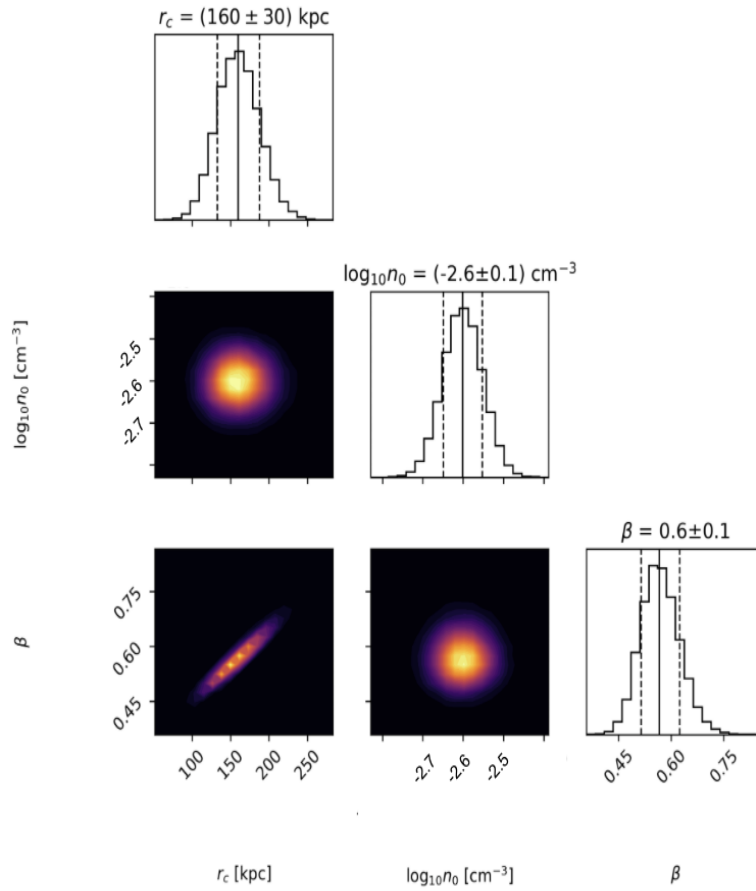 r_c = (160 ± 30) kpc
log₁₀n₀ = (-2.6±0.1) cm⁻³
log₁₀n₀ [cm⁻³]
-2.5
-2.6
-2.7
β = 0.6±0.1
β
0.75
0.60
0.45
100 150 200 250
-2.7 -2.6 -2.5
0.45 0.60 0.75
r_c [kpc] log₁₀n₀ [cm⁻³] β